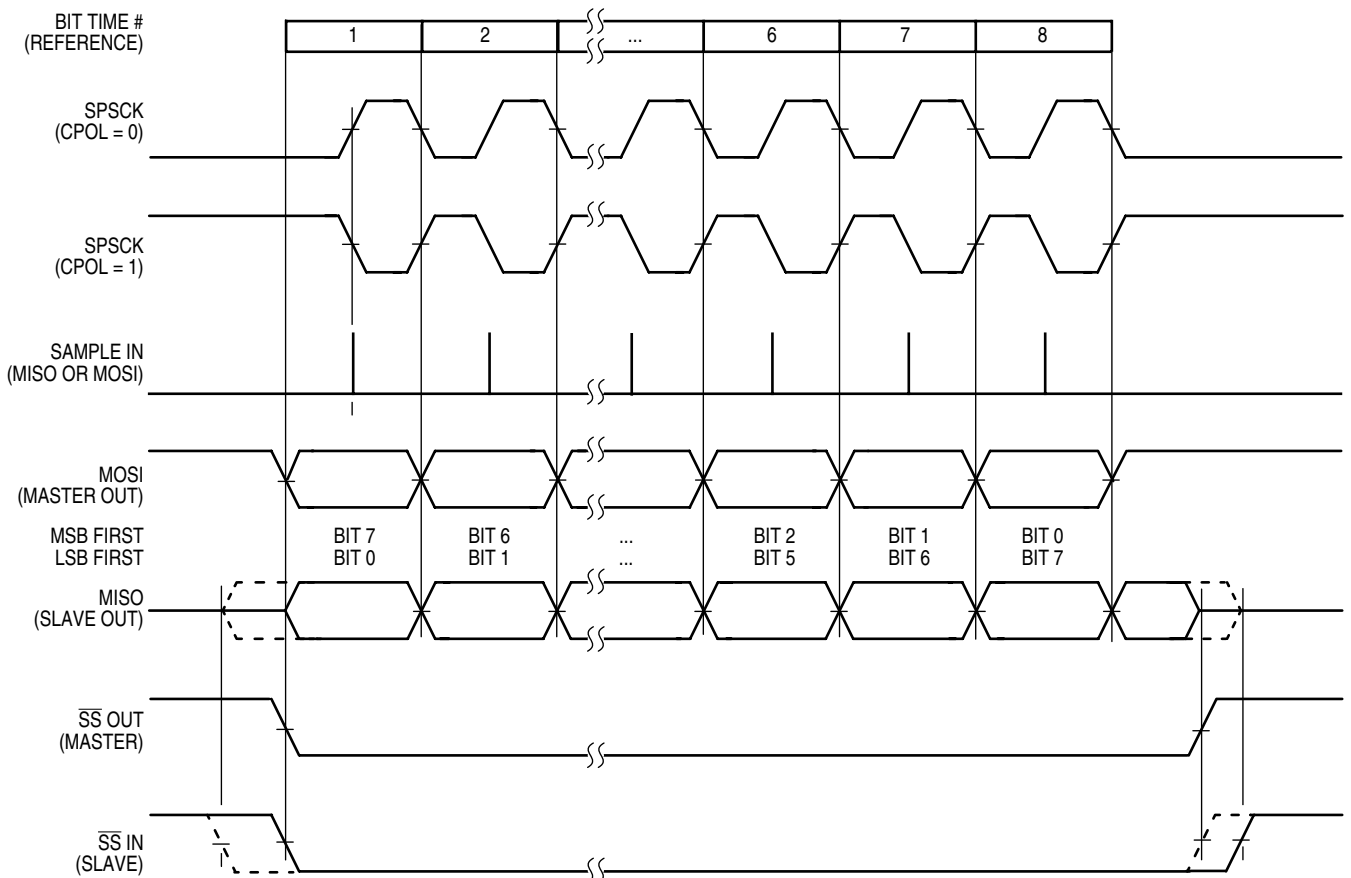 BIT TIME #
(REFERENCE)
1 2 ... 6 7 8
SPSCK
(CPOL = 0)
SPSCK
(CPOL = 1)
SAMPLE IN
(MISO OR MOSI)
MOSI
(MASTER OUT)
MSB FIRST BIT 7 BIT 6 ... BIT 2 BIT 1 BIT 0
LSB FIRST BIT 0 BIT 1 ... BIT 5 BIT 6 BIT 7
MISO
(SLAVE OUT)
S̅S̅ OUT
(MASTER)
S̅S̅ IN
(SLAVE)